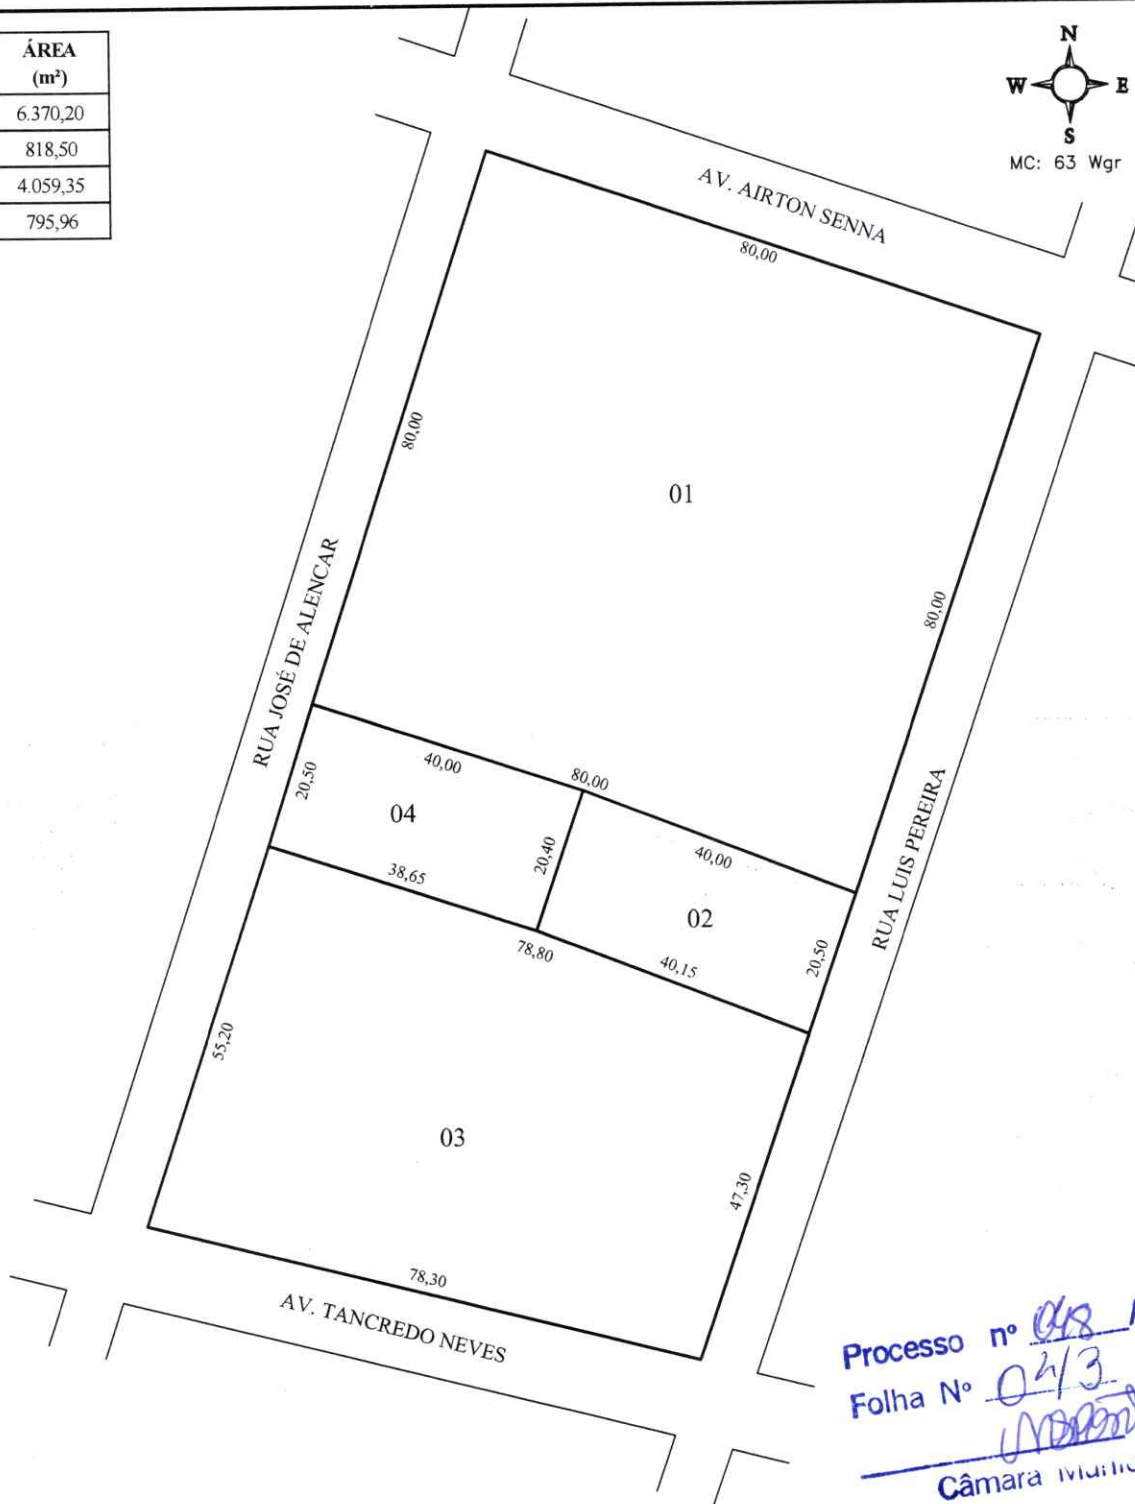 ÁREA
(m²)
6.370,20
818,50
4.059,35
795,96
N
W E
S
MC: 63 Wgr
AV. AIRTON SENNA
80,00
80,00
01
80,00
RUA JOSÉ DE ALENCAR
40,00
80,00
20,50
04
20,40
40,00
RUA LUIS PEREIRA
38,65
02
78,80
40,15
20,50
55,20
03
47,30
78,30
AV. TANCREDO NEVES
Processo nº 048
Folha Nº 02/3
Câmara